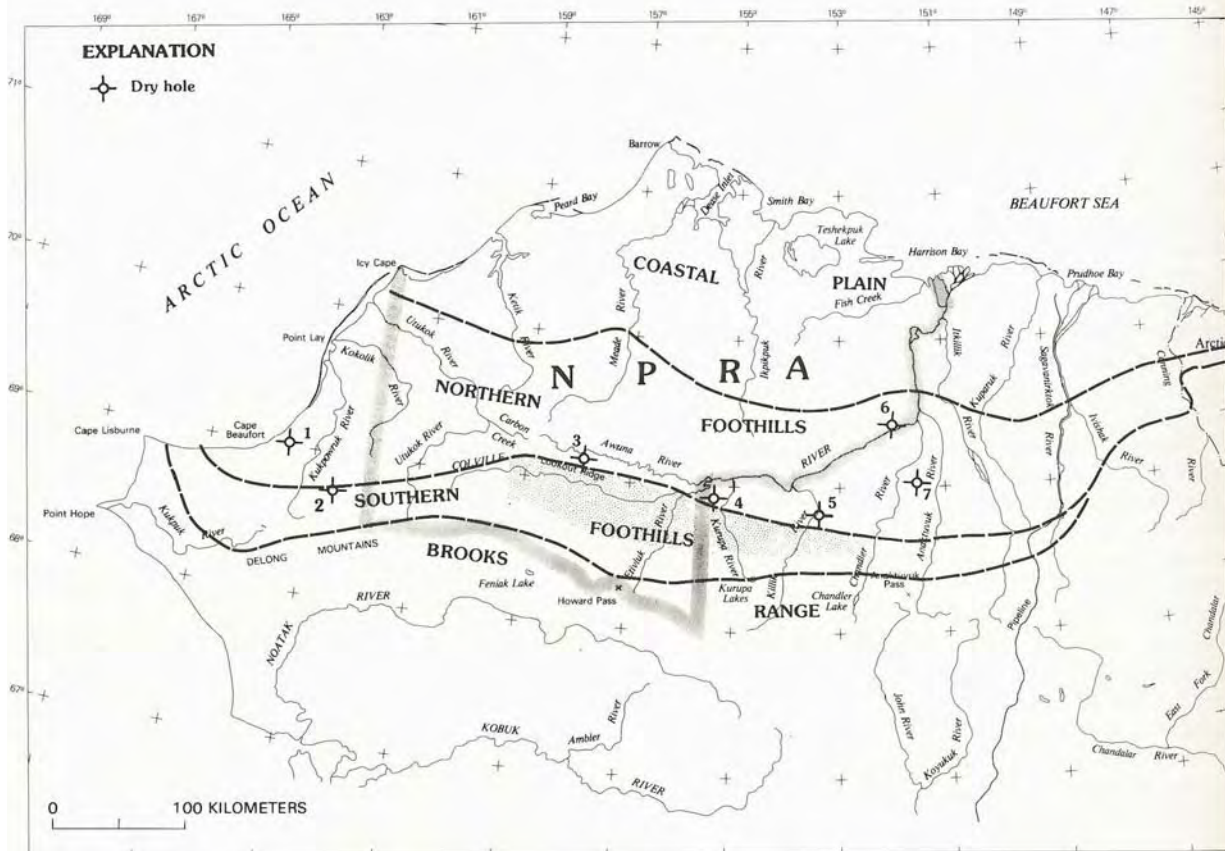 169° 167° 165° 163° 159° 157° 155° 153° 151° 149° 147° 145°
EXPLANATION
Dry hole
71°
70°
69°
68°
67°
ARCTIC OCEAN
BEAUFORT SEA
Barrow
Dease Inlet
Peard Bay
Smith Bay
Teshekpuk
Lake
Harrison Bay
Prudhoe Bay
Icy Cape
COASTAL
PLAIN
Fish Creek
River
Ketik
River
Meade
River
Ikpikpuk
River
Itkillik
Kuparuk
River
River
Sagavanirktok
River
Canning
River
Ivishak
Arctic
Point Lay
Utukok
River
Kokolik
River
NORTHERN
N P R A
FOOTHILLS
Cape Lisburne
Cape
Beaufort
1
Kukpowruk River
Utukok River
Carbon
Creek
3
Awuna
River
6
RIVER
COLVILLE
Lookout Ridge
2
SOUTHERN
FOOTHILLS
4
5
7
Point Hope
Kukpuk
River
DELONG
MOUNTAINS
BROOKS
RANGE
Etivluk
River
Kurupa River
Killik
River
Chandler
River
Anaktuvuk
River
Anaktuvuk
Pass
Feniak Lake
Howard Pass
Kurupa
Lakes
Chandler
Lake
Pipeline
NOATAK
RIVER
KOBUK
RIVER
Ambler
River
John River
Koyukuk
River
East
Fork
Chandalar
Chandalar
River
0 100 KILOMETERS